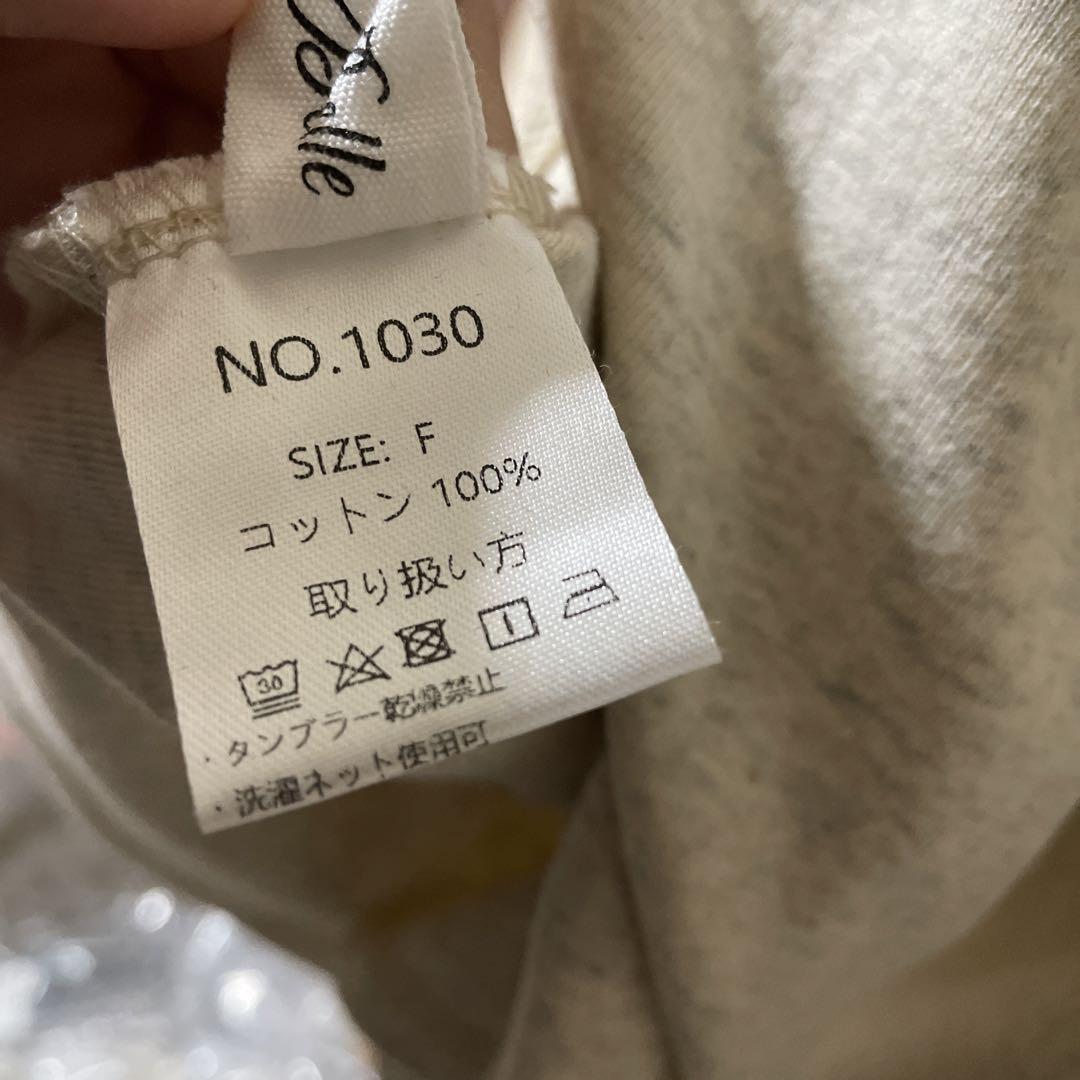 NO.1030
SIZE: F
コットン 100%
取り扱い方
30
・タンブラー乾燥禁止
・洗濯ネット使用可